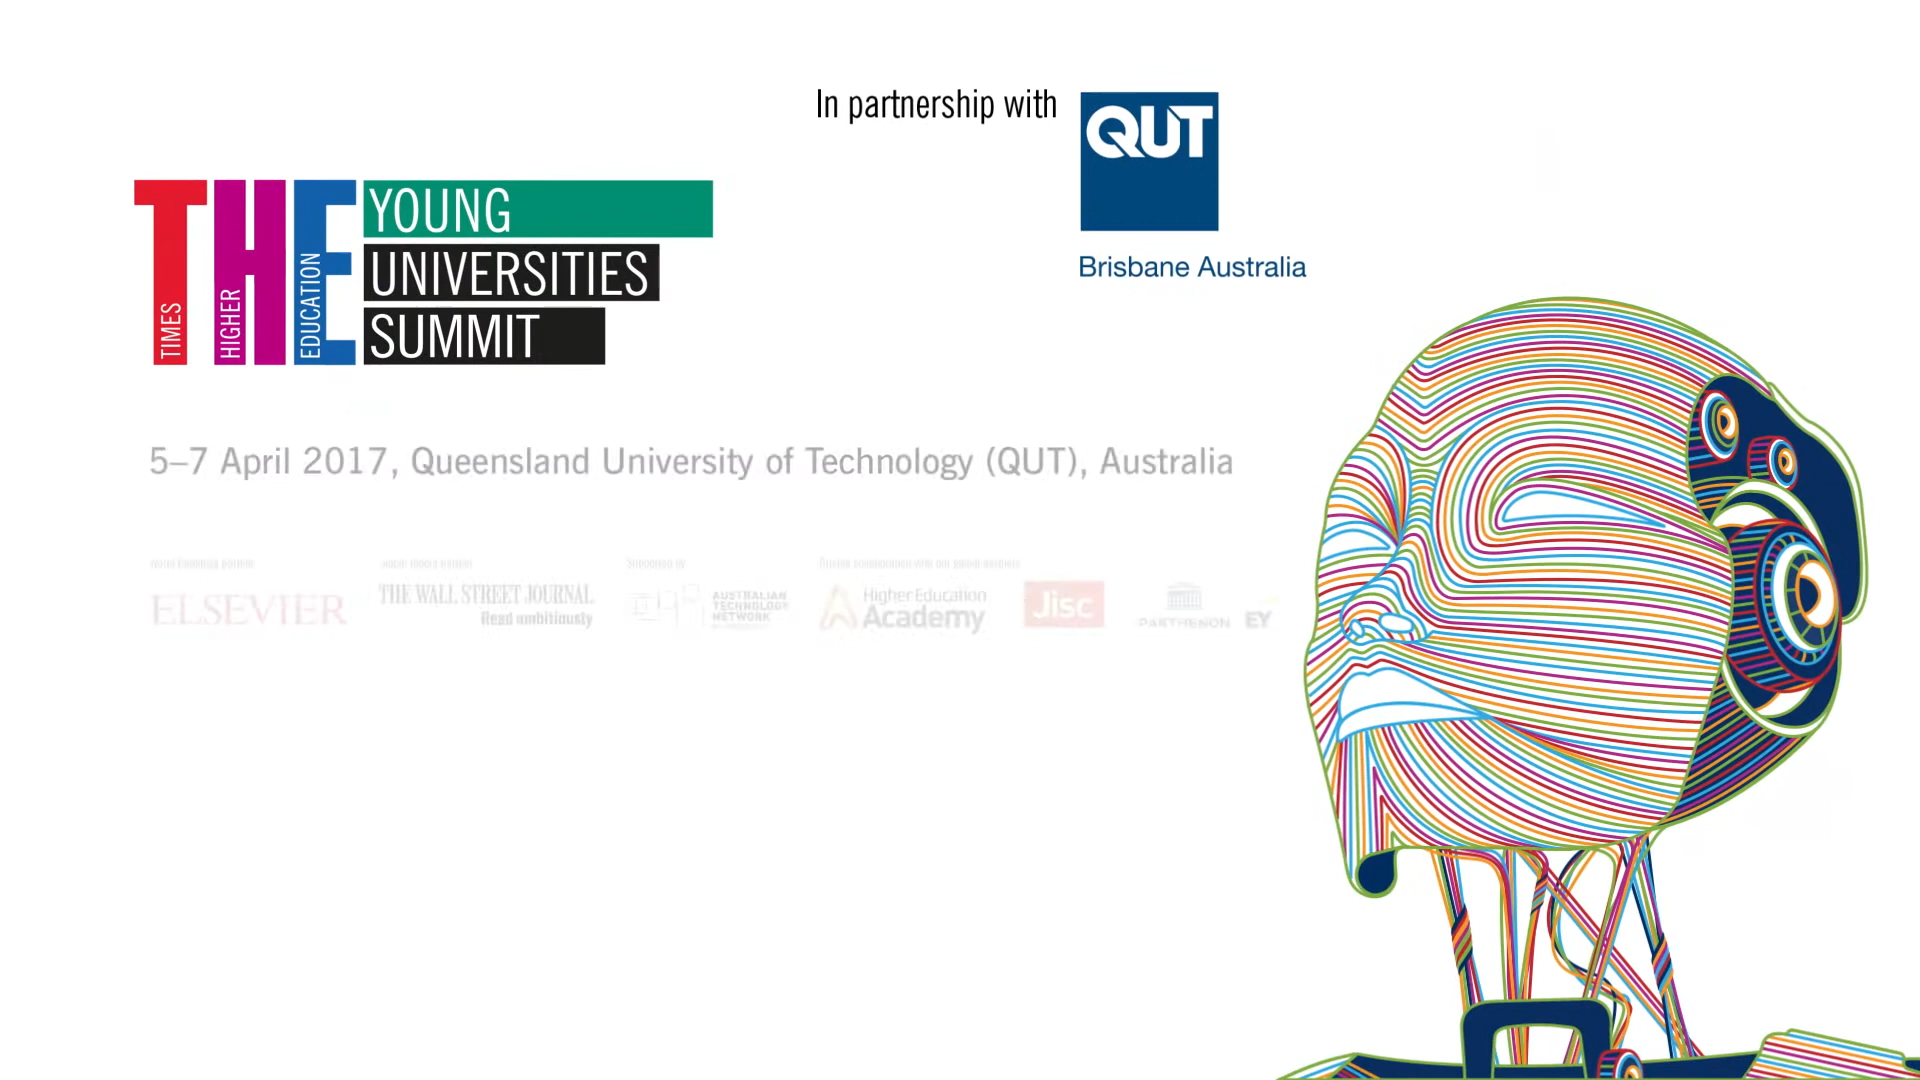 In partnership with
QUT
Brisbane Australia
TIMES HIGHER EDUCATION
YOUNG
UNIVERSITIES
SUMMIT
5–7 April 2017, Queensland University of Technology (QUT), Australia
Supported by
ELSEVIER
THE WALL STREET JOURNAL.
Read ambitiously
AUSTRALIAN
TECHNOLOGY
NETWORK
Higher Education
Academy
Jisc
PARTHENON EY